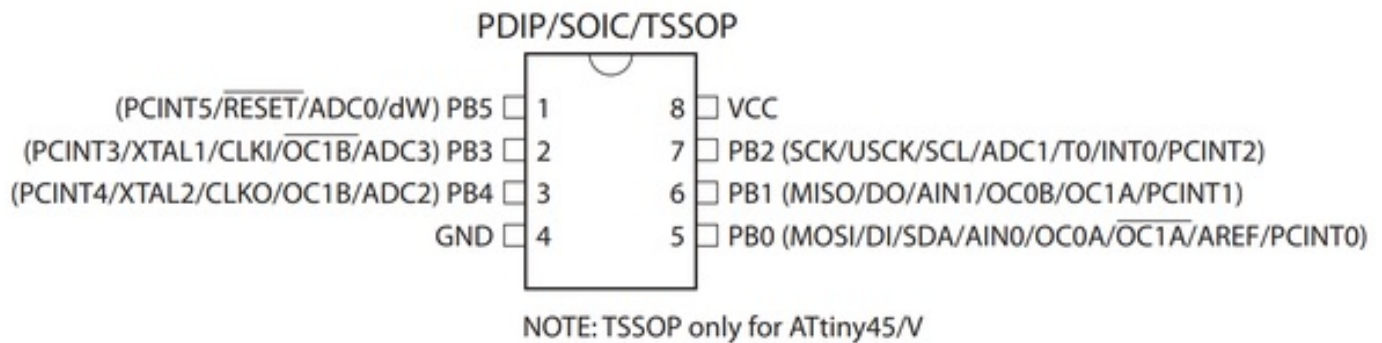 PDIP/SOIC/TSSOP
(PCINT5/RESET/ADC0/dW) PB5 1 8 VCC
(PCINT3/XTAL1/CLKI/OC1B/ADC3) PB3 2 7 PB2 (SCK/USCK/SCL/ADC1/T0/INT0/PCINT2)
(PCINT4/XTAL2/CLKO/OC1B/ADC2) PB4 3 6 PB1 (MISO/DO/AIN1/OC0B/OC1A/PCINT1)
GND 4 5 PB0 (MOSI/DI/SDA/AIN0/OC0A/OC1A/AREF/PCINT0)
NOTE: TSSOP only for ATtiny45/V